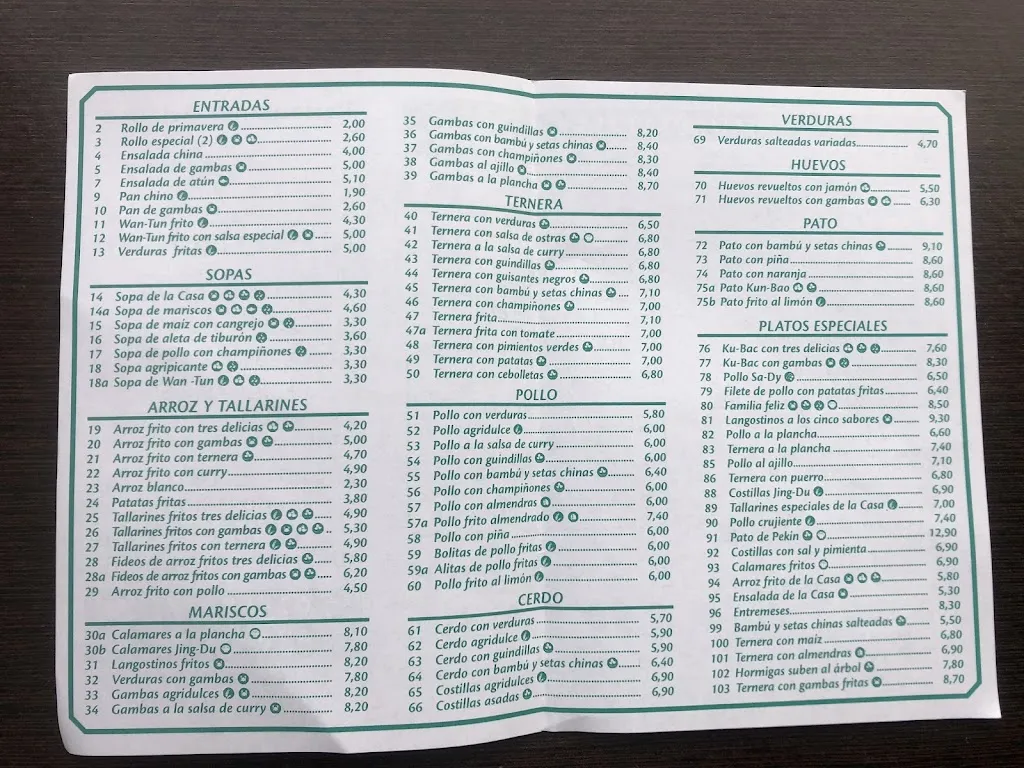 ENTRADAS
2 Rollo de primavera 2,00
3 Rollo especial (2) 2,60
4 Ensalada china 4,00
5 Ensalada de gambas 5,00
7 Ensalada de atún 5,10
9 Pan chino 1,90
10 Pan de gambas 2,60
11 Wan-Tun frito 4,30
12 Wan-Tun frito con salsa especial 5,00
13 Verduras fritas 5,00
SOPAS
14 Sopa de la Casa 4,30
14a Sopa de mariscos 4,60
15 Sopa de maíz con cangrejo 3,30
16 Sopa de aleta de tiburón 3,60
17 Sopa de pollo con champiñones 3,30
18 Sopa agripicante 3,30
18a Sopa de Wan -Tun 3,30
ARROZ Y TALLARINES
19 Arroz frito con tres delicias 4,20
20 Arroz frito con gambas 5,00
21 Arroz frito con ternera 4,70
22 Arroz frito con curry 4,90
23 Arroz blanco 2,30
24 Patatas fritas 3,80
25 Tallarines fritos tres delicias 4,90
26 Tallarines fritos con gambas 5,30
27 Tallarines fritos con ternera 4,90
28 Fideos de arroz fritos tres delicias 5,80
28a Fideos de arroz fritos con gambas 6,20
29 Arroz frito con pollo 4,50
MARISCOS
30a Calamares a la plancha 8,10
30b Calamares Jing-Du 7,80
31 Langostinos fritos 8,20
32 Verduras con gambas 7,80
33 Gambas agridulces 8,20
34 Gambas a la salsa de curry 8,20
35 Gambas con guindillas 8,20
36 Gambas con bambú y setas chinas 8,40
37 Gambas con champiñones 8,30
38 Gambas al ajillo 8,40
39 Gambas a la plancha 8,70
TERNERA
40 Ternera con verduras 6,50
41 Ternera con salsa de ostras 6,80
42 Ternera a la salsa de curry 6,80
43 Ternera con guindillas 6,80
44 Ternera con guisantes negros 6,80
45 Ternera con bambú y setas chinas 7,10
46 Ternera con champiñones 7,00
47 Ternera frita 7,10
47a Ternera frita con tomate 7,00
48 Ternera con pimientos verdes 7,00
49 Ternera con patatas 7,00
50 Ternera con cebolletas 6,80
POLLO
51 Pollo con verduras 5,80
52 Pollo agridulce 6,00
53 Pollo a la salsa de curry 6,00
54 Pollo con guindillas 6,00
55 Pollo con bambú y setas chinas 6,40
56 Pollo con champiñones 6,00
57 Pollo con almendras 6,00
57a Pollo frito almendrado 7,40
58 Pollo con piña 6,00
59 Bolitas de pollo fritas 6,00
59a Alitas de pollo fritas 6,00
60 Pollo frito al limón 6,00
CERDO
61 Cerdo con verduras 5,70
62 Cerdo agridulce 5,90
63 Cerdo con guindillas 5,90
64 Cerdo con bambú y setas chinas 6,40
65 Costillas agridulces 6,90
66 Costillas asadas 6,90
VERDURAS
69 Verduras salteadas variadas 4,70
HUEVOS
70 Huevos revueltos con jamón 5,50
71 Huevos revueltos con gambas 6,30
PATO
72 Pato con bambú y setas chinas 9,10
73 Pato con piña 8,60
74 Pato con naranja 8,60
75a Pato Kun-Bao 8,60
75b Pato frito al limón 8,60
PLATOS ESPECIALES
76 Ku-Bac con tres delicias 7,60
77 Ku-Bac con gambas 8,30
78 Pollo Sa-Dy 6,50
79 Filete de pollo con patatas fritas 6,40
80 Familia feliz 8,50
81 Langostinos a los cinco sabores 9,30
82 Pollo a la plancha 6,60
83 Ternera a la plancha 7,40
85 Pollo al ajillo 7,10
86 Ternera con puerro 6,80
88 Costillas Jing-Du 6,90
89 Tallarines especiales de la Casa 7,00
90 Pollo crujiente 7,40
91 Pato de Pekin 12,90
92 Costillas con sal y pimienta 6,90
93 Calamares fritos 6,90
94 Arroz frito de la Casa 5,80
95 Ensalada de la Casa 5,30
96 Entremeses 8,30
99 Bambú y setas chinas salteadas 5,50
100 Ternera con maiz 6,80
101 Ternera con almendras 6,90
102 Hormigas suben al árbol 7,80
103 Ternera con gambas fritas 8,70